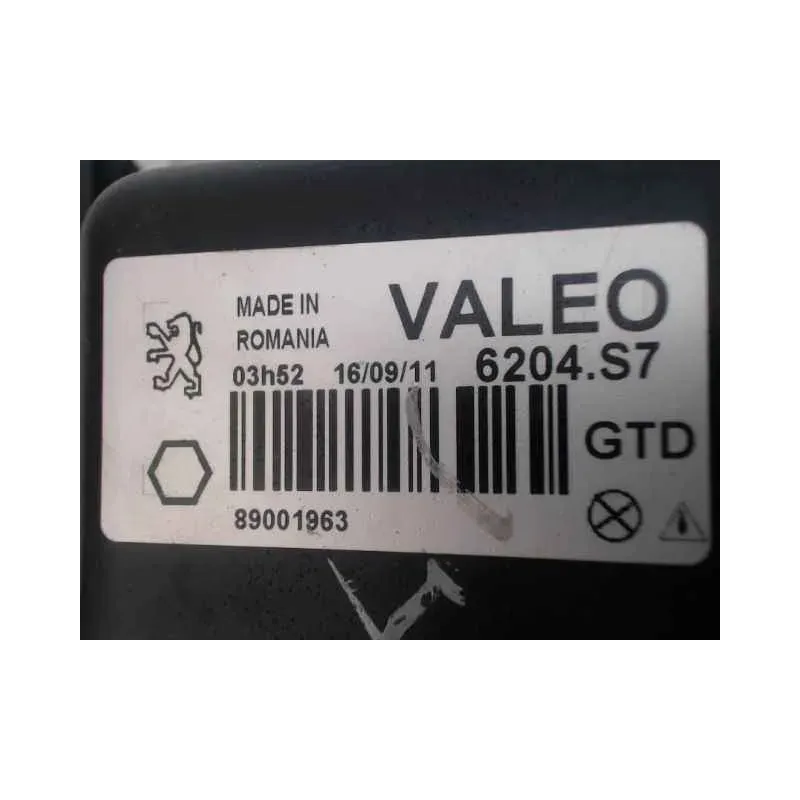 MADE IN
ROMANIA
VALEO
03h52 16/09/11 6204.S7
GTD
89001963